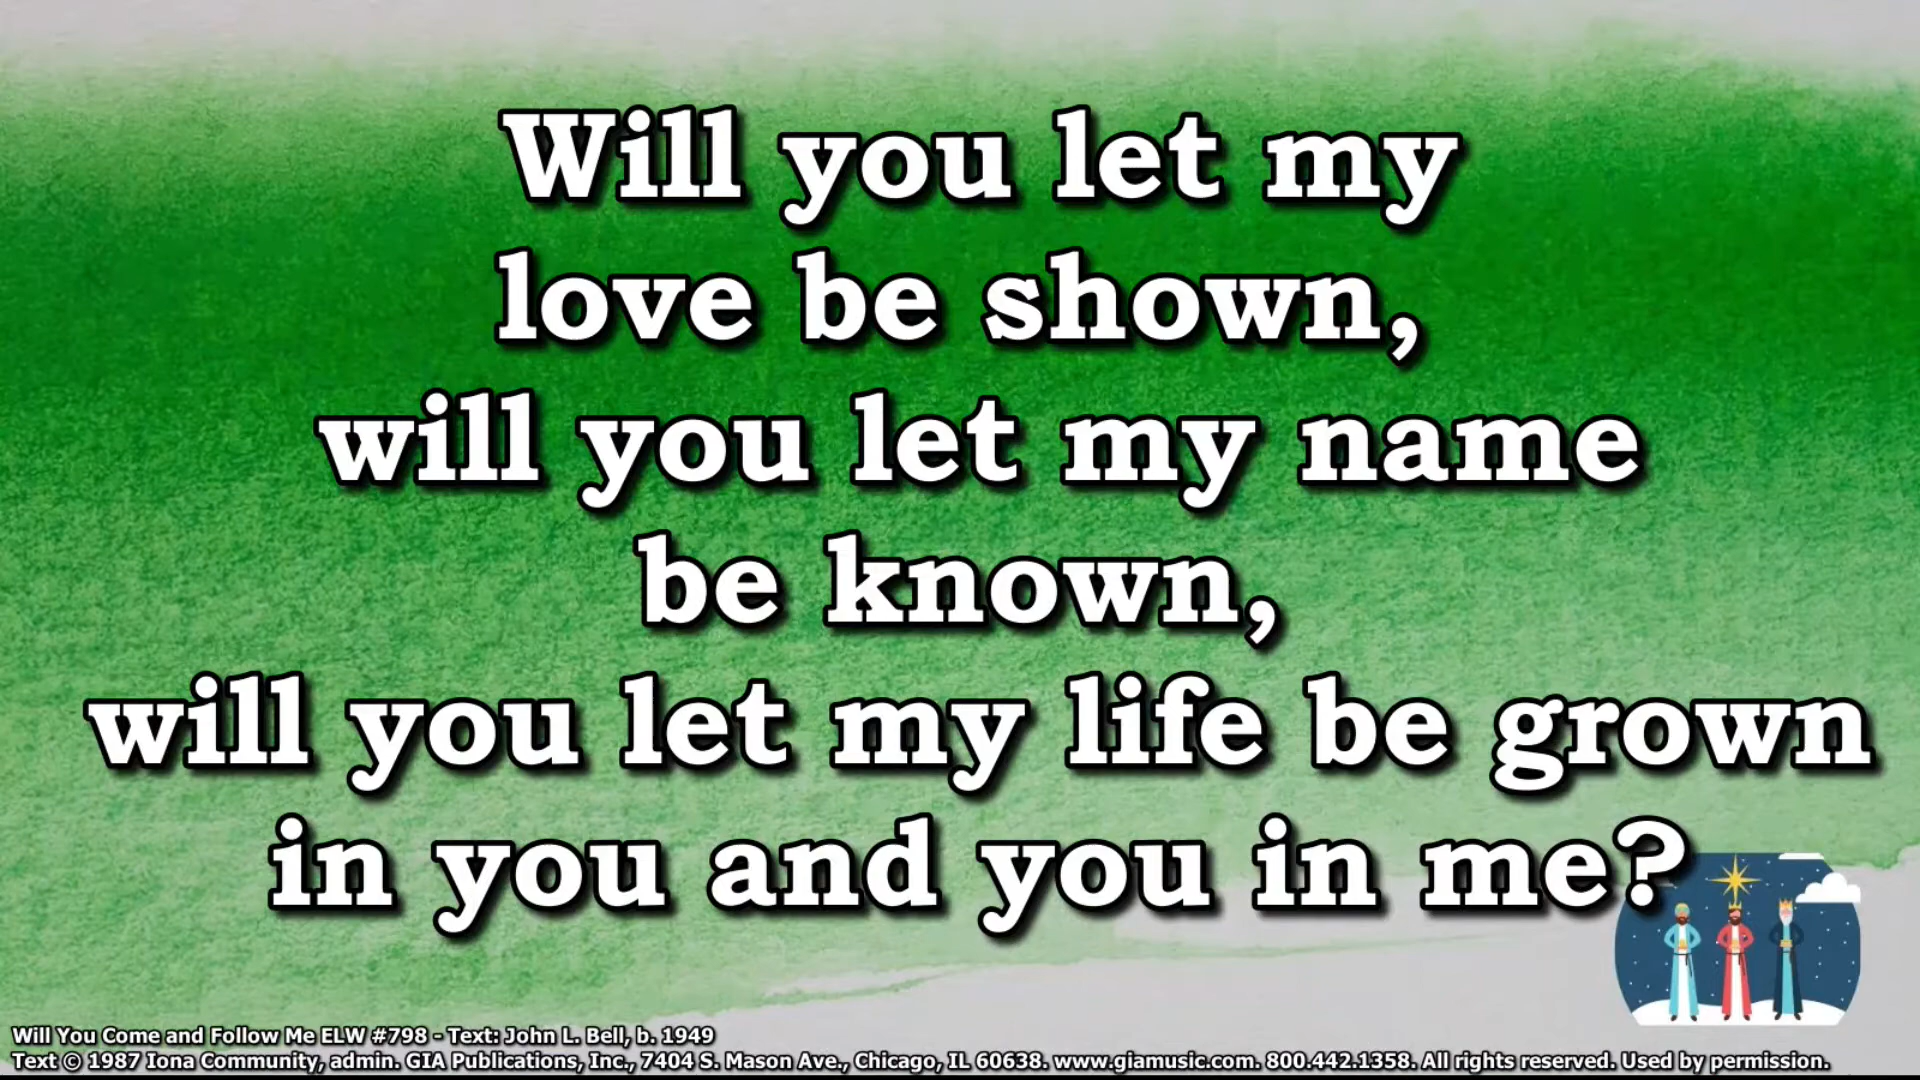 Will you let my
love be shown,
will you let my name
be known,
will you let my life be grown
in you and you in me?
Will You Come and Follow Me ELW #798 - Text: John L. Bell, b. 1949
Text © 1987 Iona Community, admin. GIA Publications, Inc., 7404 S. Mason Ave., Chicago, IL 60638. www.giamusic.com. 800.442.1358. All rights reserved. Used by permission.